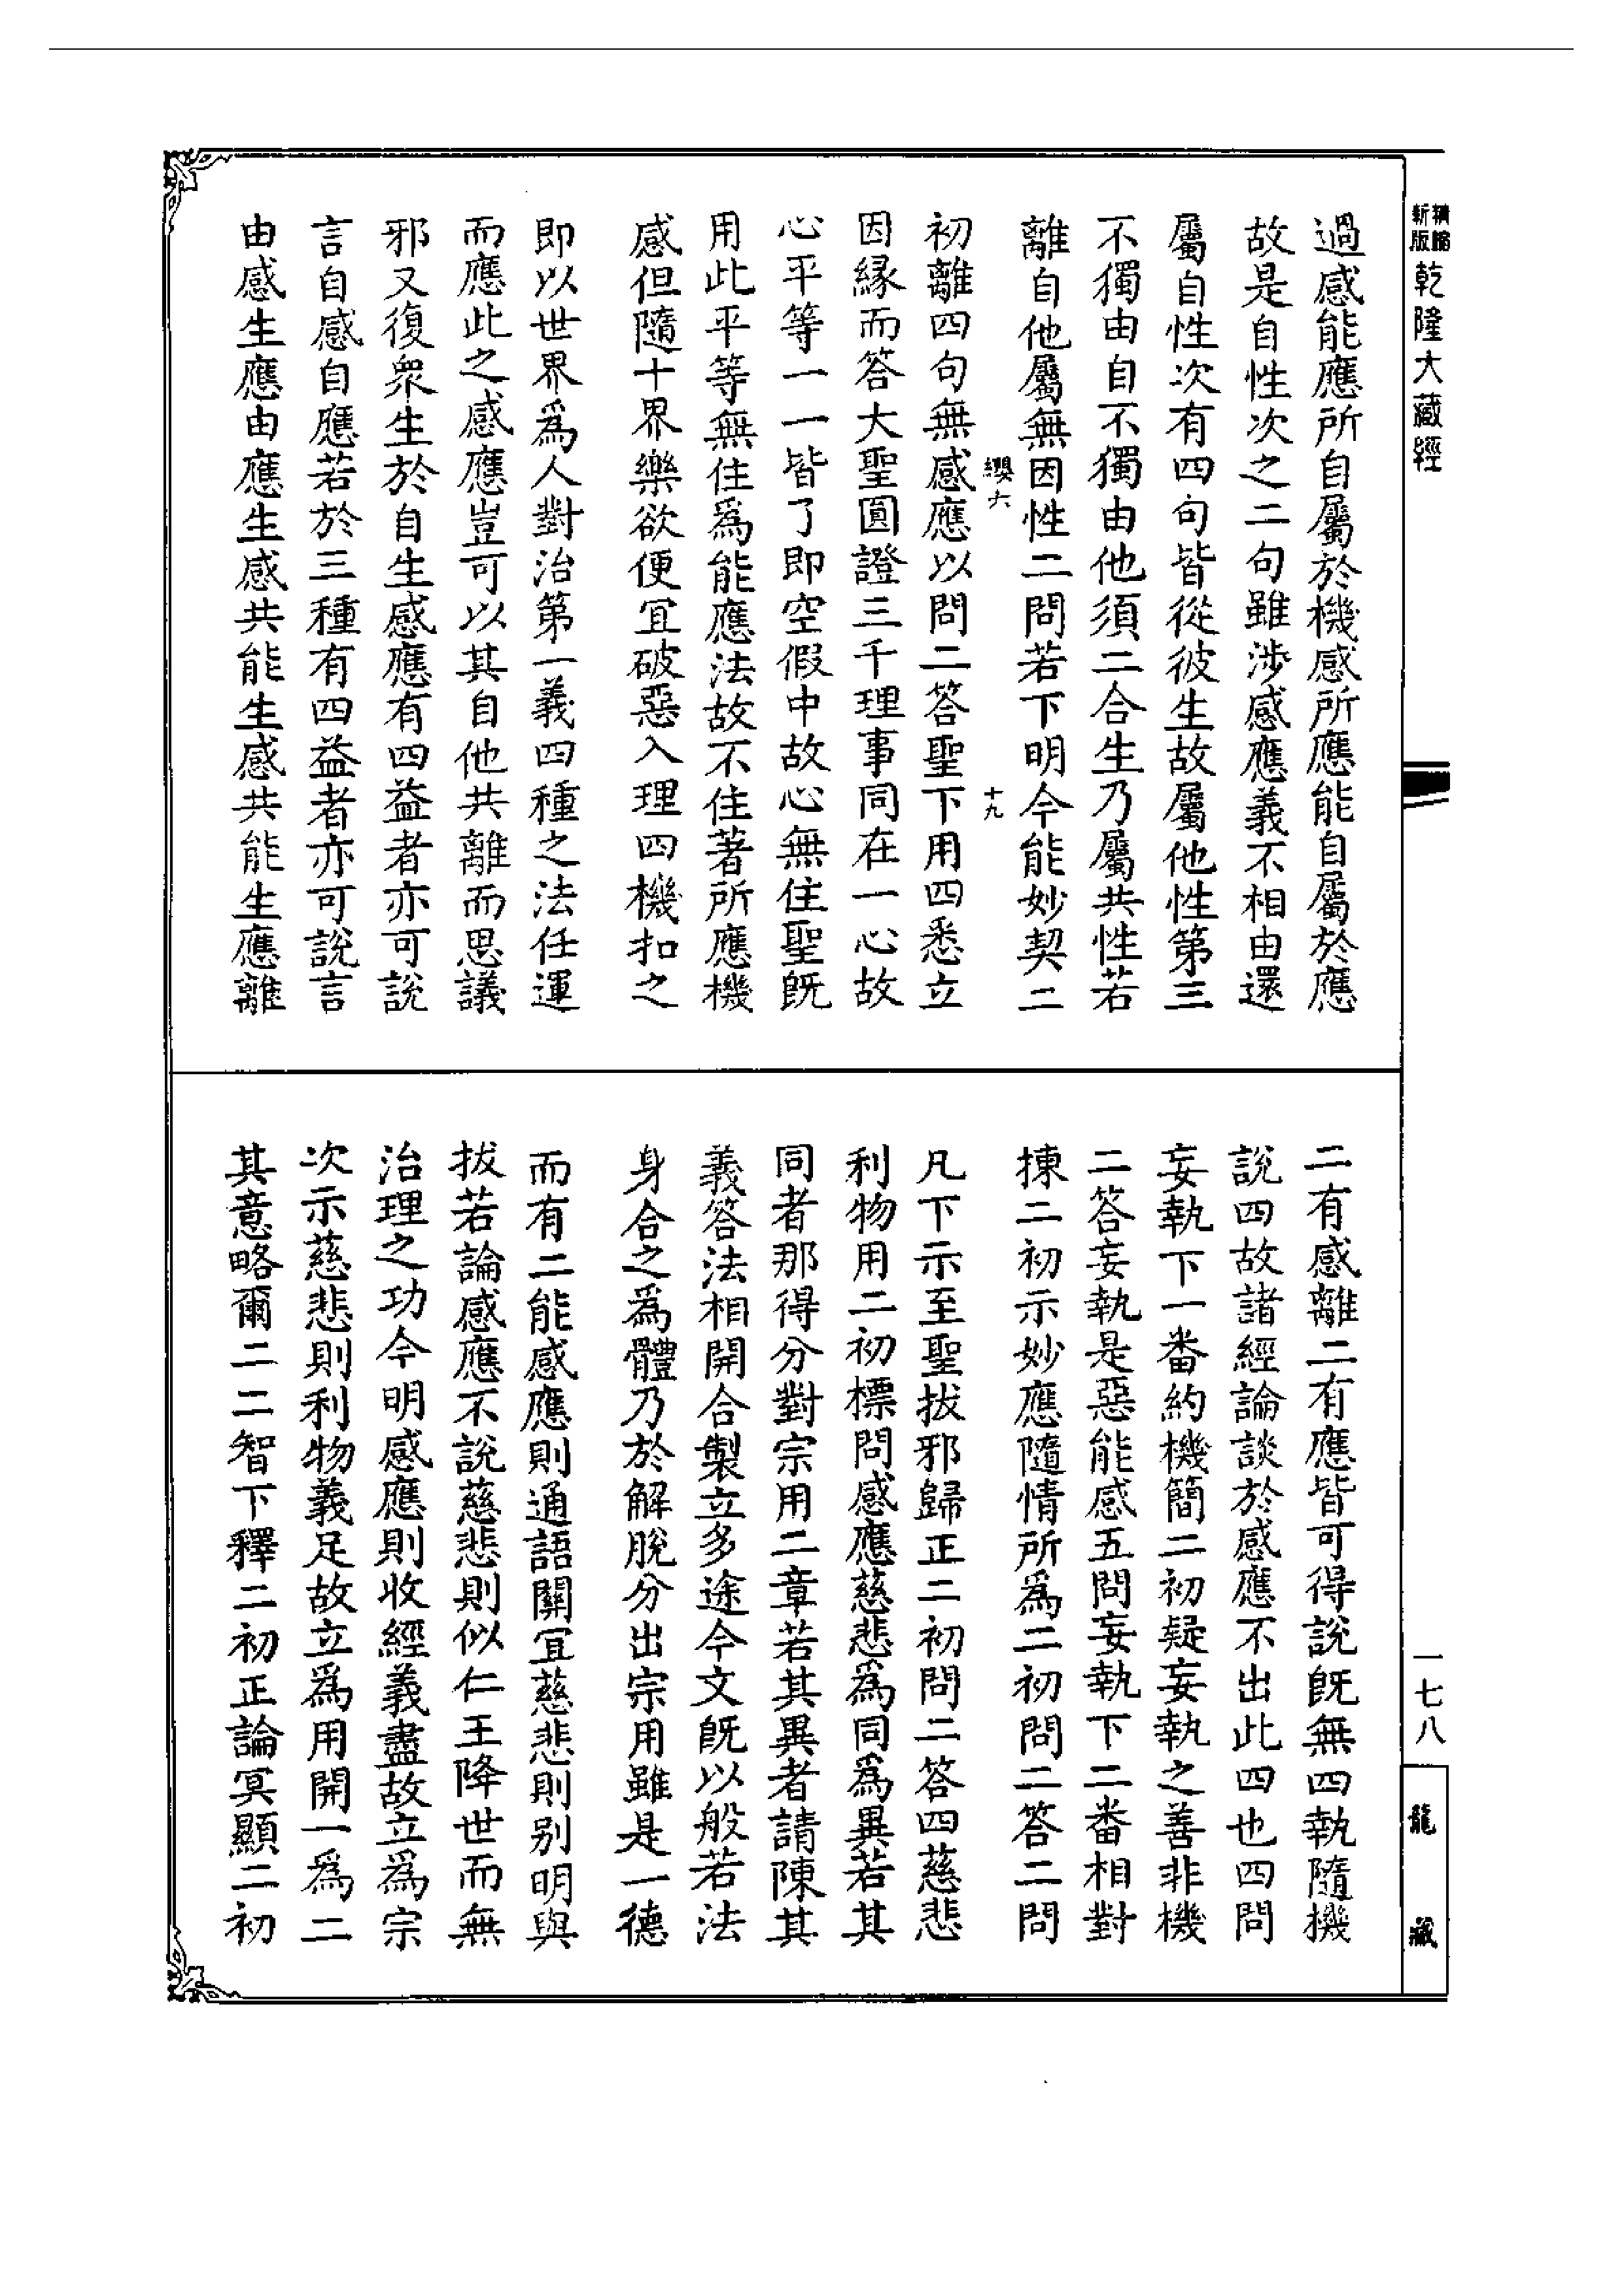 精縮
新版
乾隆大藏經
過感能應所自屬於機感所應能自屬於應
故是自性次之二句雖涉感應義不相由還
屬自性次有四句皆從彼生故屬他性第三
不獨由自不獨由他須二合生乃屬共性若
離自他屬無因性二問若下明今能妙契二
纓六
十九
初離四句無感應以問二答聖下用四悉立
因緣而答大聖圓證三千理事同在一心故
心平等一一皆了即空假中故心無住聖既
用此平等無住為能應法故不住著所應機
感但隨十界樂欲便宜破惡入理四機扣之
即以世界為人對治第一義四種之法任運
而應此之感應豈可以其自他共離而思議
邪又復眾生於自生感應有四益者亦可說
言自感自應若於三種有四益者亦可說言
由感生應由應生感共能生感共能生應離
二有感離二有應皆可得說既無四執隨機
說四故諸經論談於感應不出此四也四問
妄執下一番約機簡二初疑妄執之善非機
二答妄執是惡能感五問妄執下二番相對
揀二初示妙應隨情所為二初問二答二問
凡下示至聖拔邪歸正二初問二答四慈悲
利物用二初標問感應慈悲為同為異若其
同者那得分對宗用二章若其異者請陳其
義答法相開合製立多途今文既以般若法
身合之為體乃於解脫分出宗用雖是一德
而有二能感應則通語關宜慈悲則別明與
拔若論感應不說慈悲則似仁王降世而無
治理之功今明感應則收經義盡故立為宗
次示慈悲則利物義足故立為用開一為二
其意略爾二二智下釋二初正論冥顯二初
一七八
龍藏